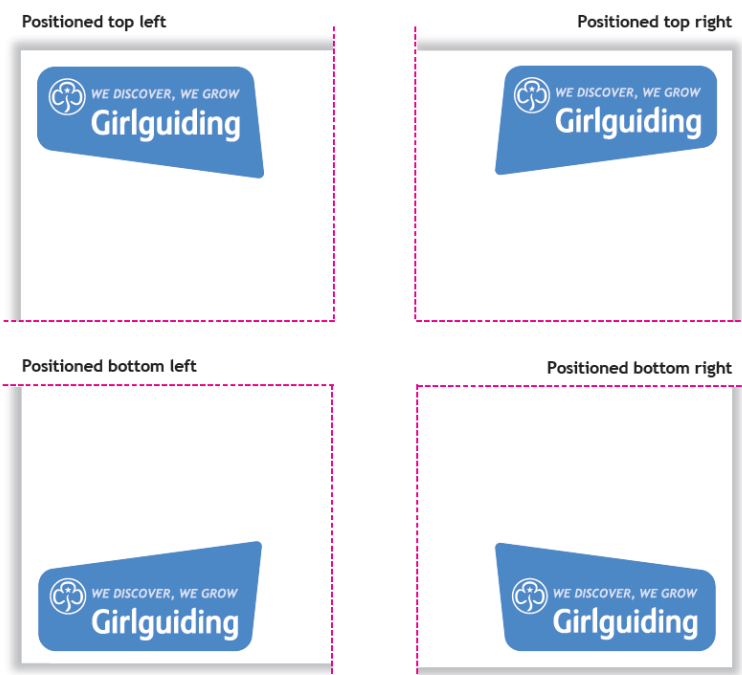 Positioned top left
WE DISCOVER, WE GROW
Girlguiding
Positioned top right
WE DISCOVER, WE GROW
Girlguiding
Positioned bottom left
WE DISCOVER, WE GROW
Girlguiding
Positioned bottom right
WE DISCOVER, WE GROW
Girlguiding